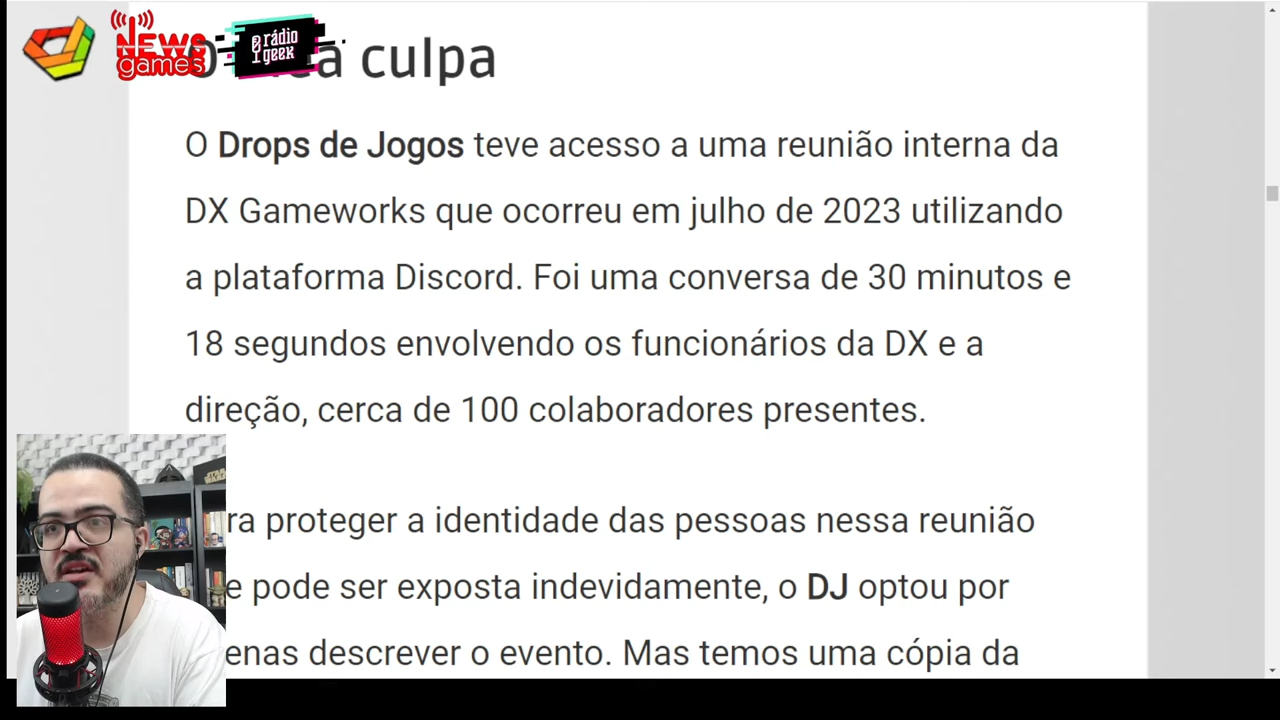 NEWS games
rádio geek
culpa
O Drops de Jogos teve acesso a uma reunião interna da
DX Gameworks que ocorreu em julho de 2023 utilizando
a plataforma Discord. Foi uma conversa de 30 minutos e
18 segundos envolvendo os funcionários da DX e a
direção, cerca de 100 colaboradores presentes.
proteger a identidade das pessoas nessa reunião
e pode ser exposta indevidamente, o DJ optou por
descrever o evento. Mas temos uma cópia da